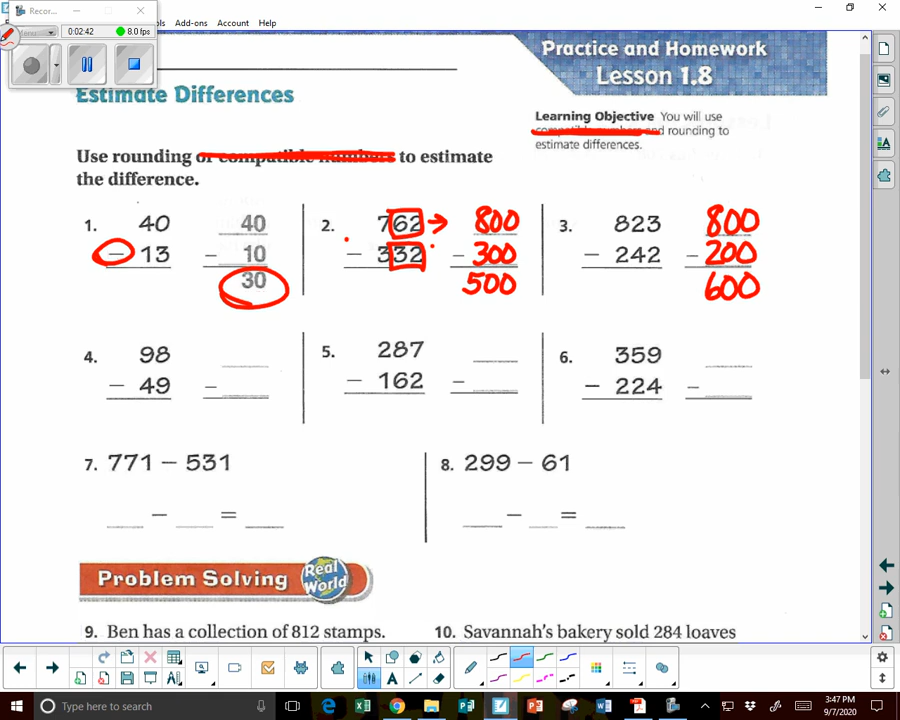 Recor...
Menu
0:02:42
8.0 fps
ols Add-ons Account Help
Practice and Homework
Lesson 1.8
Estimate Differences
Learning Objective You will use
compatible numbers and rounding to
estimate differences.
Use rounding or compatible numbers to estimate
the difference.
1. 40 40
− 13 − 10
30
2. 762 → 800
− 332 − 300
500
3. 823 800
− 242 − 200
600
4. 98
− 49 −
5. 287
− 162 −
6. 359
− 224 −
7. 771 − 531
− =
8. 299 − 61
− =
Problem Solving Real World
9. Ben has a collection of 812 stamps.
10. Savannah's bakery sold 284 loaves
Type here to search
3:47 PM
9/7/2020